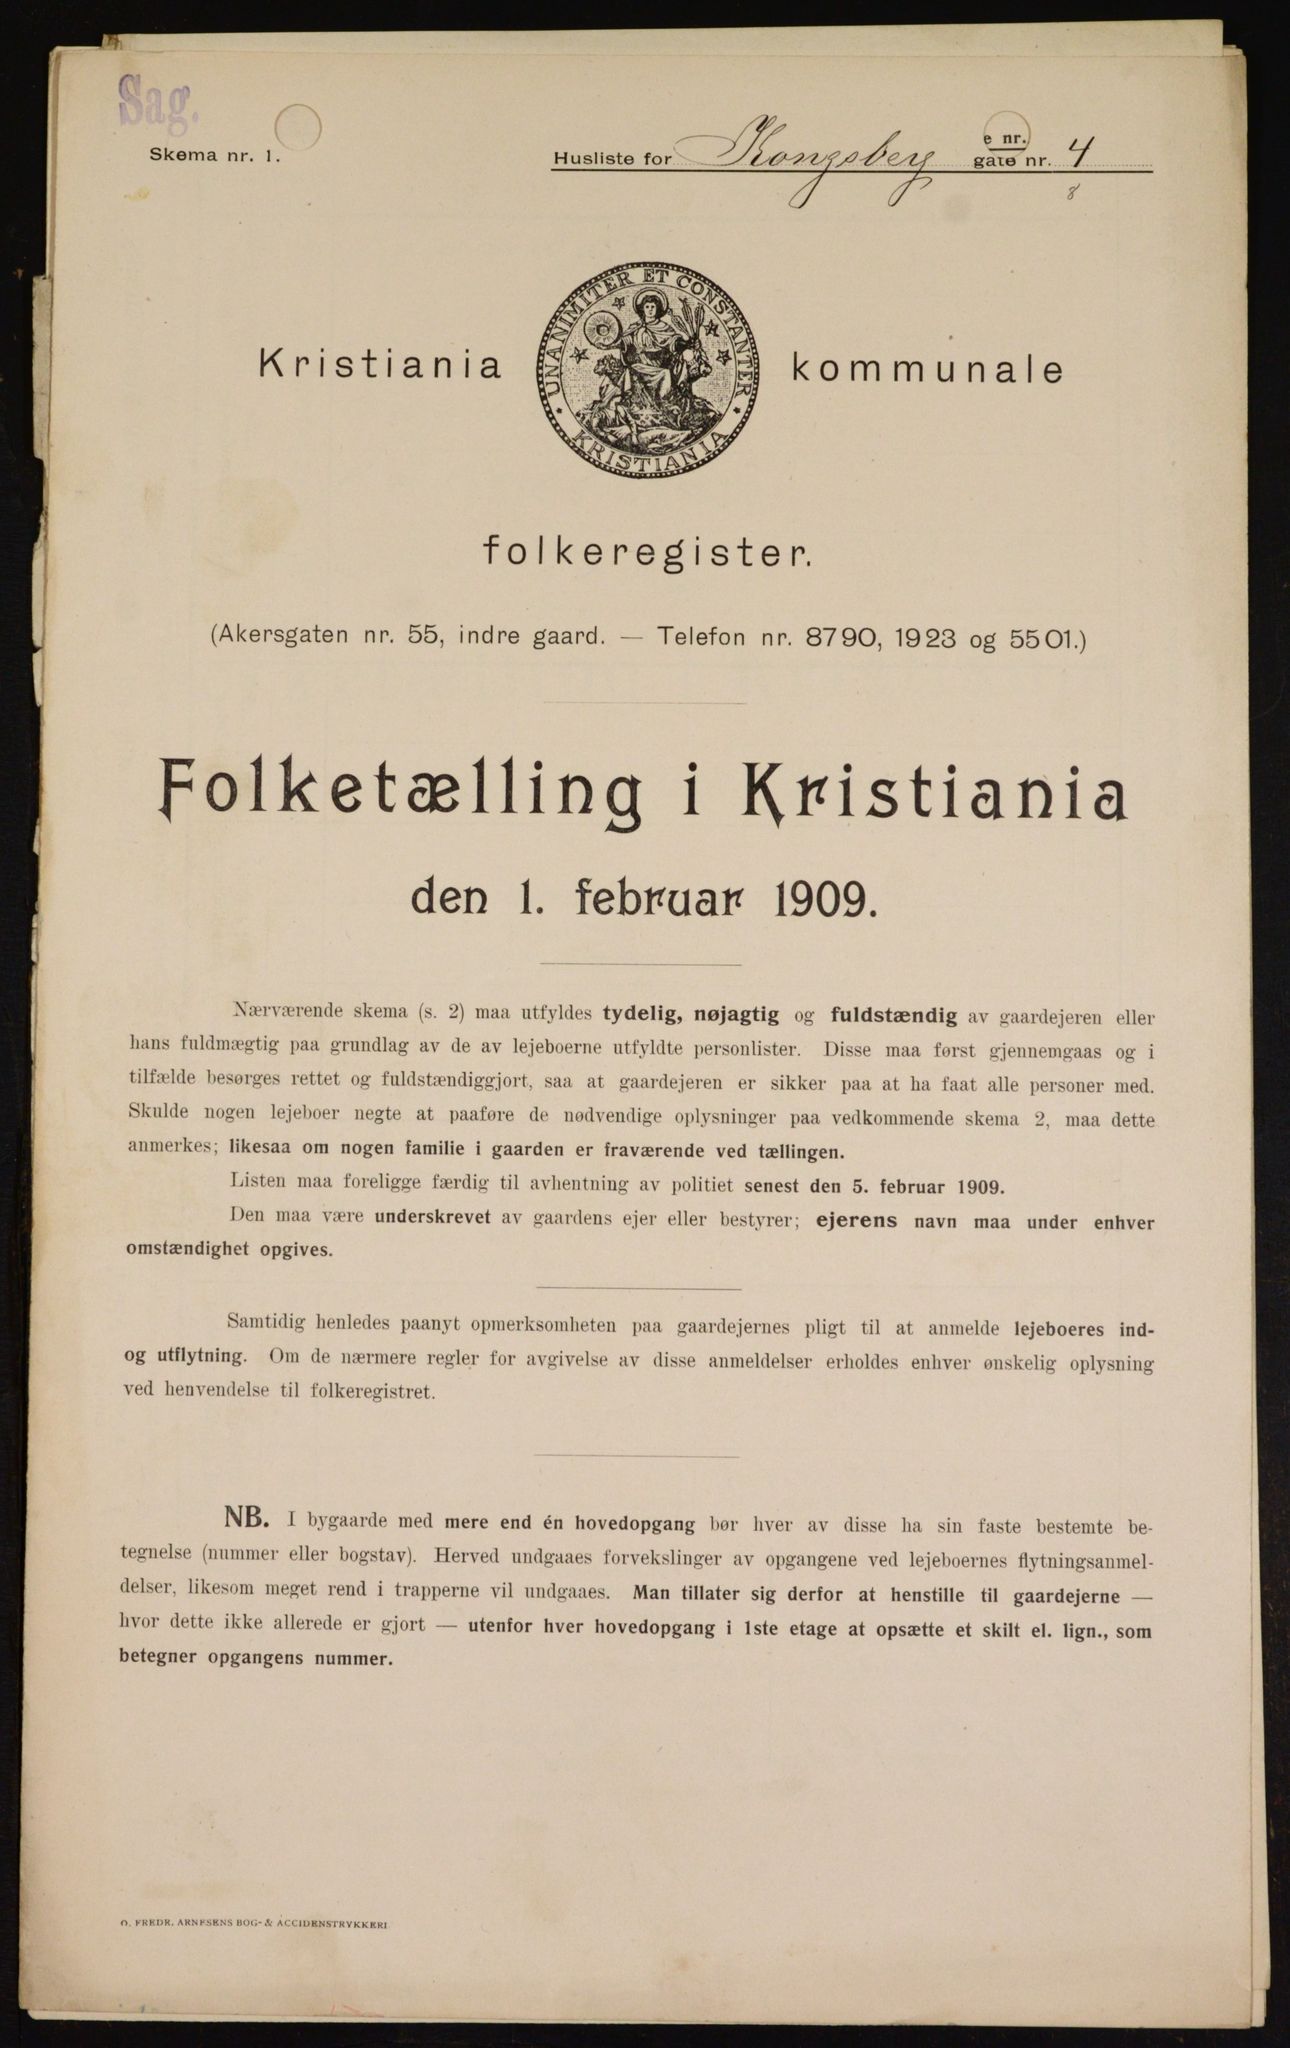 Sag.
Skema nr. 1.
e nr.
Husliste for Kongsberg gate nr. 4
8
UNANIMITER ET CONSTANTER
KRISTIANIA
Kristiania kommunale
folkeregister.
(Akersgaten nr. 55, indre gaard. — Telefon nr. 8790, 1923 og 5501.)
Folketælling i Kristiania
den 1. februar 1909.
Nærværende skema (s. 2) maa utfyldes tydelig, nøjagtig og fuldstændig av gaardejeren eller
hans fuldmægtig paa grundlag av de av lejeboerne utfyldte personlister. Disse maa først gjennemgaas og i
tilfælde besørges rettet og fuldstændiggjort, saa at gaardejeren er sikker paa at ha faat alle personer med.
Skulde nogen lejeboer negte at paaføre de nødvendige oplysninger paa vedkommende skema 2, maa dette
anmerkes; likesaa om nogen familie i gaarden er fraværende ved tællingen.
Listen maa foreligge færdig til avhentning av politiet senest den 5. februar 1909.
Den maa være underskrevet av gaardens ejer eller bestyrer; ejerens navn maa under enhver
omstændighet opgives.
Samtidig henledes paanyt opmerksomheten paa gaardejernes pligt til at anmelde lejeboeres ind-
og utflytning. Om de nærmere regler for avgivelse av disse anmeldelser erholdes enhver ønskelig oplysning
ved henvendelse til folkeregistret.
NB. I bygaarde med mere end én hovedopgang bør hver av disse ha sin faste bestemte be-
tegnelse (nummer eller bogstav). Herved undgaaes forvekslinger av opgangene ved lejeboernes flytningsanmel-
delser, likesom meget rend i trapperne vil undgaaes. Man tillater sig derfor at henstille til gaardejerne —
hvor dette ikke allerede er gjort — utenfor hver hovedopgang i 1ste etage at opsætte et skilt el. lign., som
betegner opgangens nummer.
O. FREDR. ARNESENS BOG- & ACCIDENSTRYKKERI